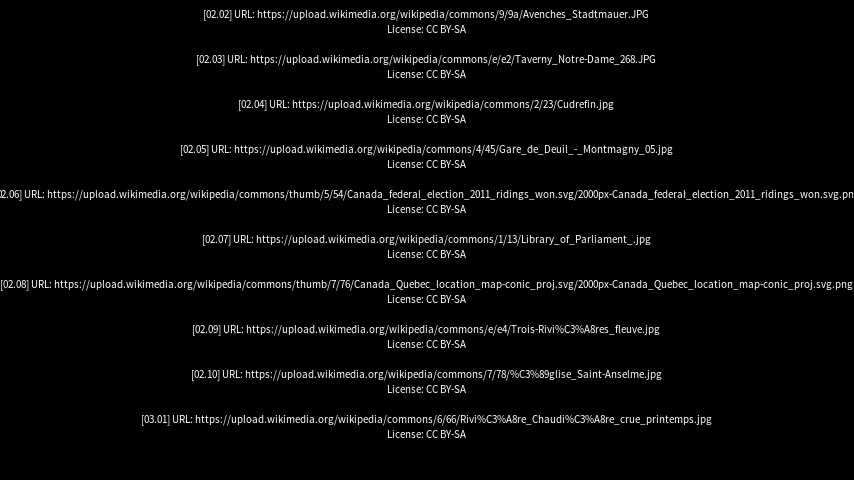 [02.02] URL: https://upload.wikimedia.org/wikipedia/commons/9/9a/Avenches_Stadtmauer.JPG
License: CC BY-SA
[02.03] URL: https://upload.wikimedia.org/wikipedia/commons/e/e2/Taverny_Notre-Dame_268.JPG
License: CC BY-SA
[02.04] URL: https://upload.wikimedia.org/wikipedia/commons/2/23/Cudrefin.jpg
License: CC BY-SA
[02.05] URL: https://upload.wikimedia.org/wikipedia/commons/4/45/Gare_de_Deuil_-_Montmagny_05.jpg
License: CC BY-SA
02.06] URL: https://upload.wikimedia.org/wikipedia/commons/thumb/5/54/Canada_federal_election_2011_ridings_won.svg/2000px-Canada_federal_election_2011_ridings_won.svg.pn
License: CC BY-SA
[02.07] URL: https://upload.wikimedia.org/wikipedia/commons/1/13/Library_of_Parliament_.jpg
License: CC BY-SA
[02.08] URL: https://upload.wikimedia.org/wikipedia/commons/thumb/7/76/Canada_Quebec_location_map-conic_proj.svg/2000px-Canada_Quebec_location_map-conic_proj.svg.png
License: CC BY-SA
[02.09] URL: https://upload.wikimedia.org/wikipedia/commons/e/e4/Trois-Rivi%C3%A8res_fleuve.jpg
License: CC BY-SA
[02.10] URL: https://upload.wikimedia.org/wikipedia/commons/7/78/%C3%89glise_Saint-Anselme.jpg
License: CC BY-SA
[03.01] URL: https://upload.wikimedia.org/wikipedia/commons/6/66/Rivi%C3%A8re_Chaudi%C3%A8re_crue_printemps.jpg
License: CC BY-SA